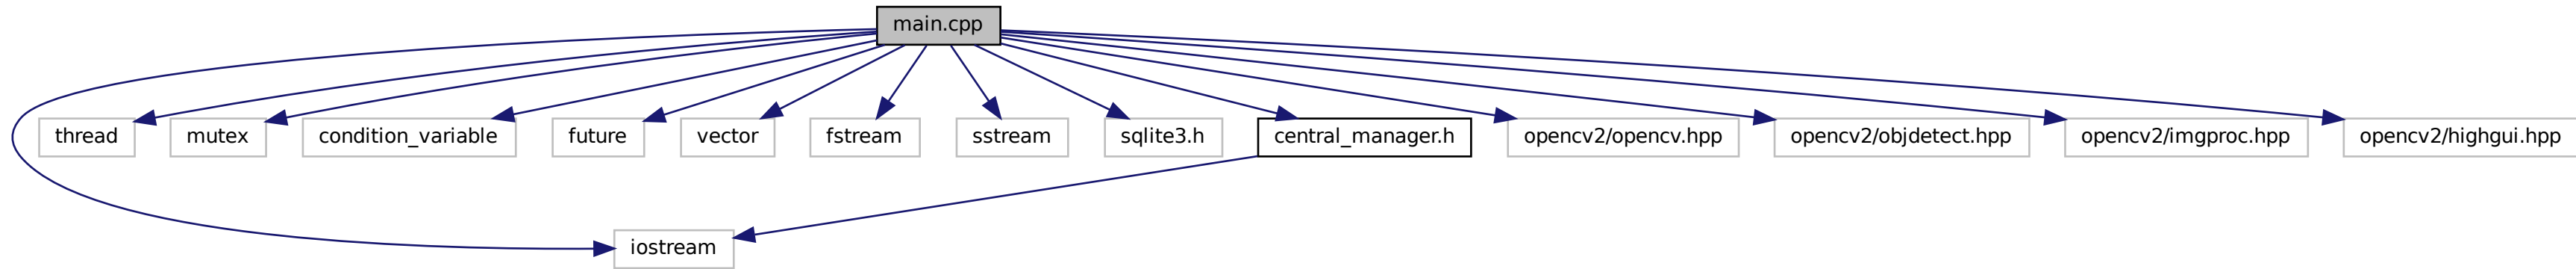 main.cpp
thread
mutex
condition_variable
future
vector
fstream
sstream
sqlite3.h
central_manager.h
opencv2/opencv.hpp
opencv2/objdetect.hpp
opencv2/imgproc.hpp
opencv2/highgui.hpp
iostream